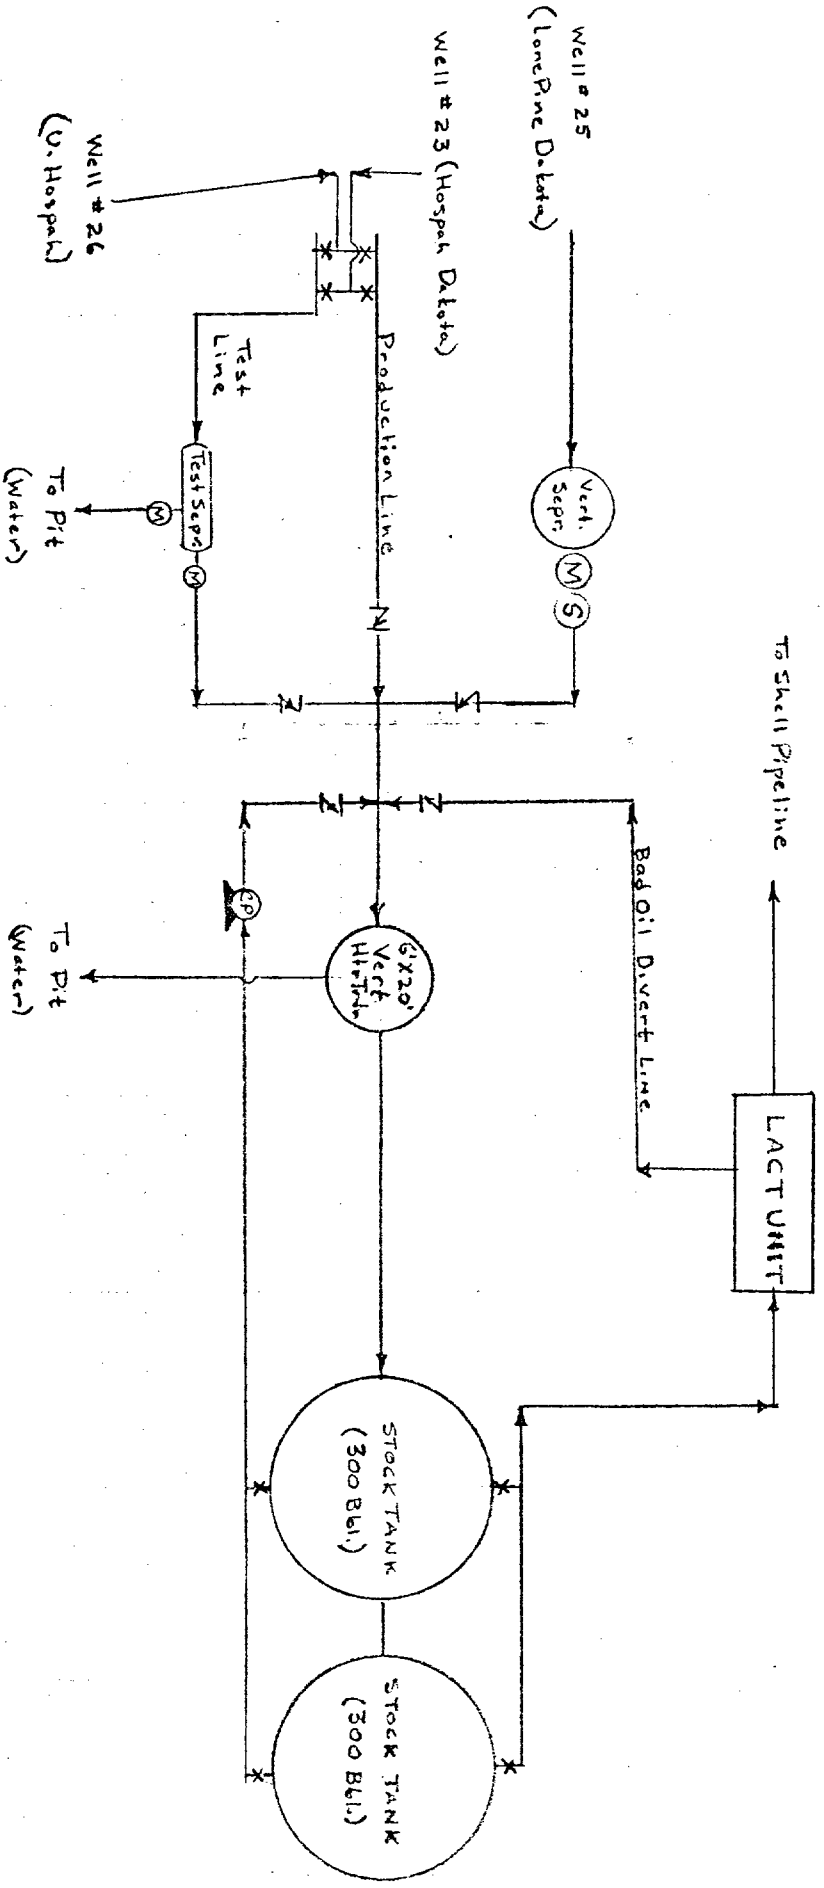 Well # 25
(Lone Pine Dakota)
Well # 23 (Hospah Dakota)
Well # 26
(U. Hospah)
Production Line
Test
Line
Vert.
Sepr.
M
S
Test Sepr.
M
M
To Pit
(Water)
To Shell Pipeline
LACT UNIT
Bad Oil Divert Line
CP
6'X20'
Vert.
Htr Trtr
To Pit
(Water)
STOCK TANK
(300 Bbl.)
STOCK TANK
(300 Bbl.)